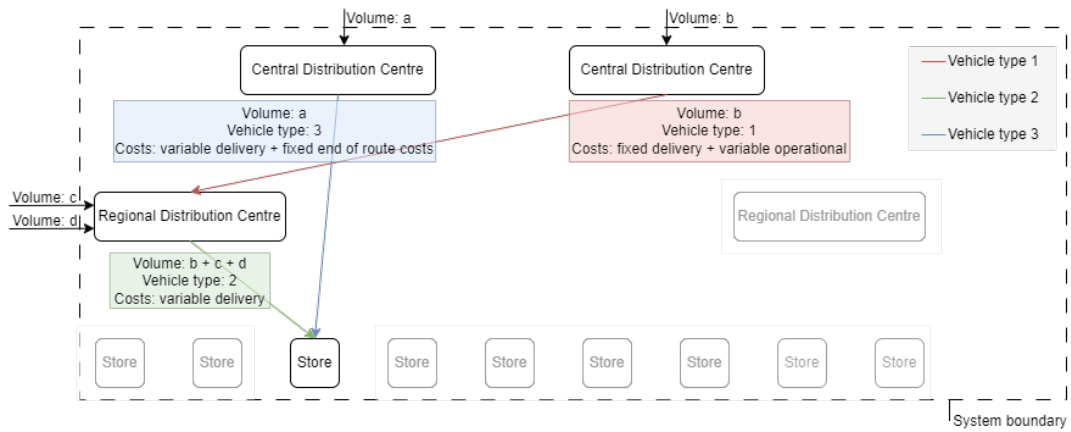 Volume: a
Volume: b
Central Distribution Centre
Central Distribution Centre
Vehicle type 1
Vehicle type 2
Vehicle type 3
Volume: a
Vehicle type: 3
Costs: variable delivery + fixed end of route costs
Volume: b
Vehicle type: 1
Costs: fixed delivery + variable operational
Volume: c
Volume: d
Regional Distribution Centre
Regional Distribution Centre
Volume: b + c + d
Vehicle type: 2
Costs: variable delivery
Store
Store
Store
Store
Store
Store
Store
Store
Store
System boundary